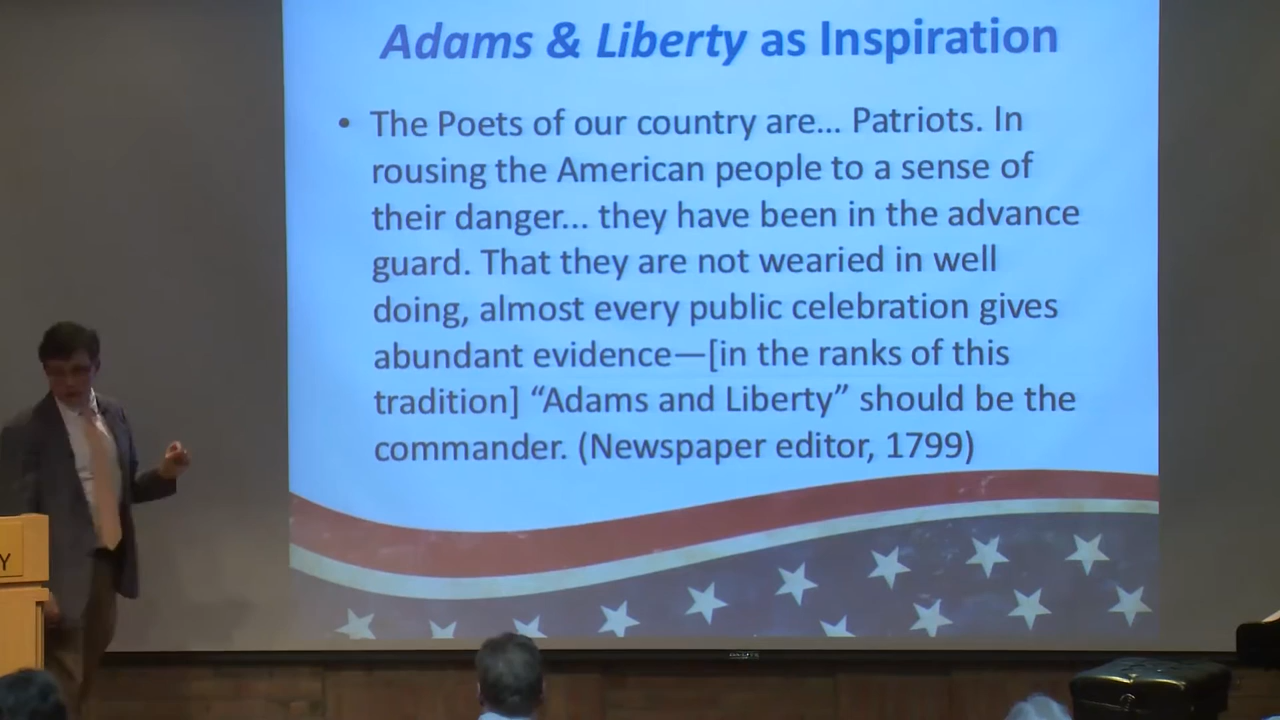 Adams & Liberty as Inspiration
• The Poets of our country are... Patriots. In
rousing the American people to a sense of
their danger... they have been in the advance
guard. That they are not wearied in well
doing, almost every public celebration gives
abundant evidence—[in the ranks of this
tradition] “Adams and Liberty” should be the
commander. (Newspaper editor, 1799)
Y